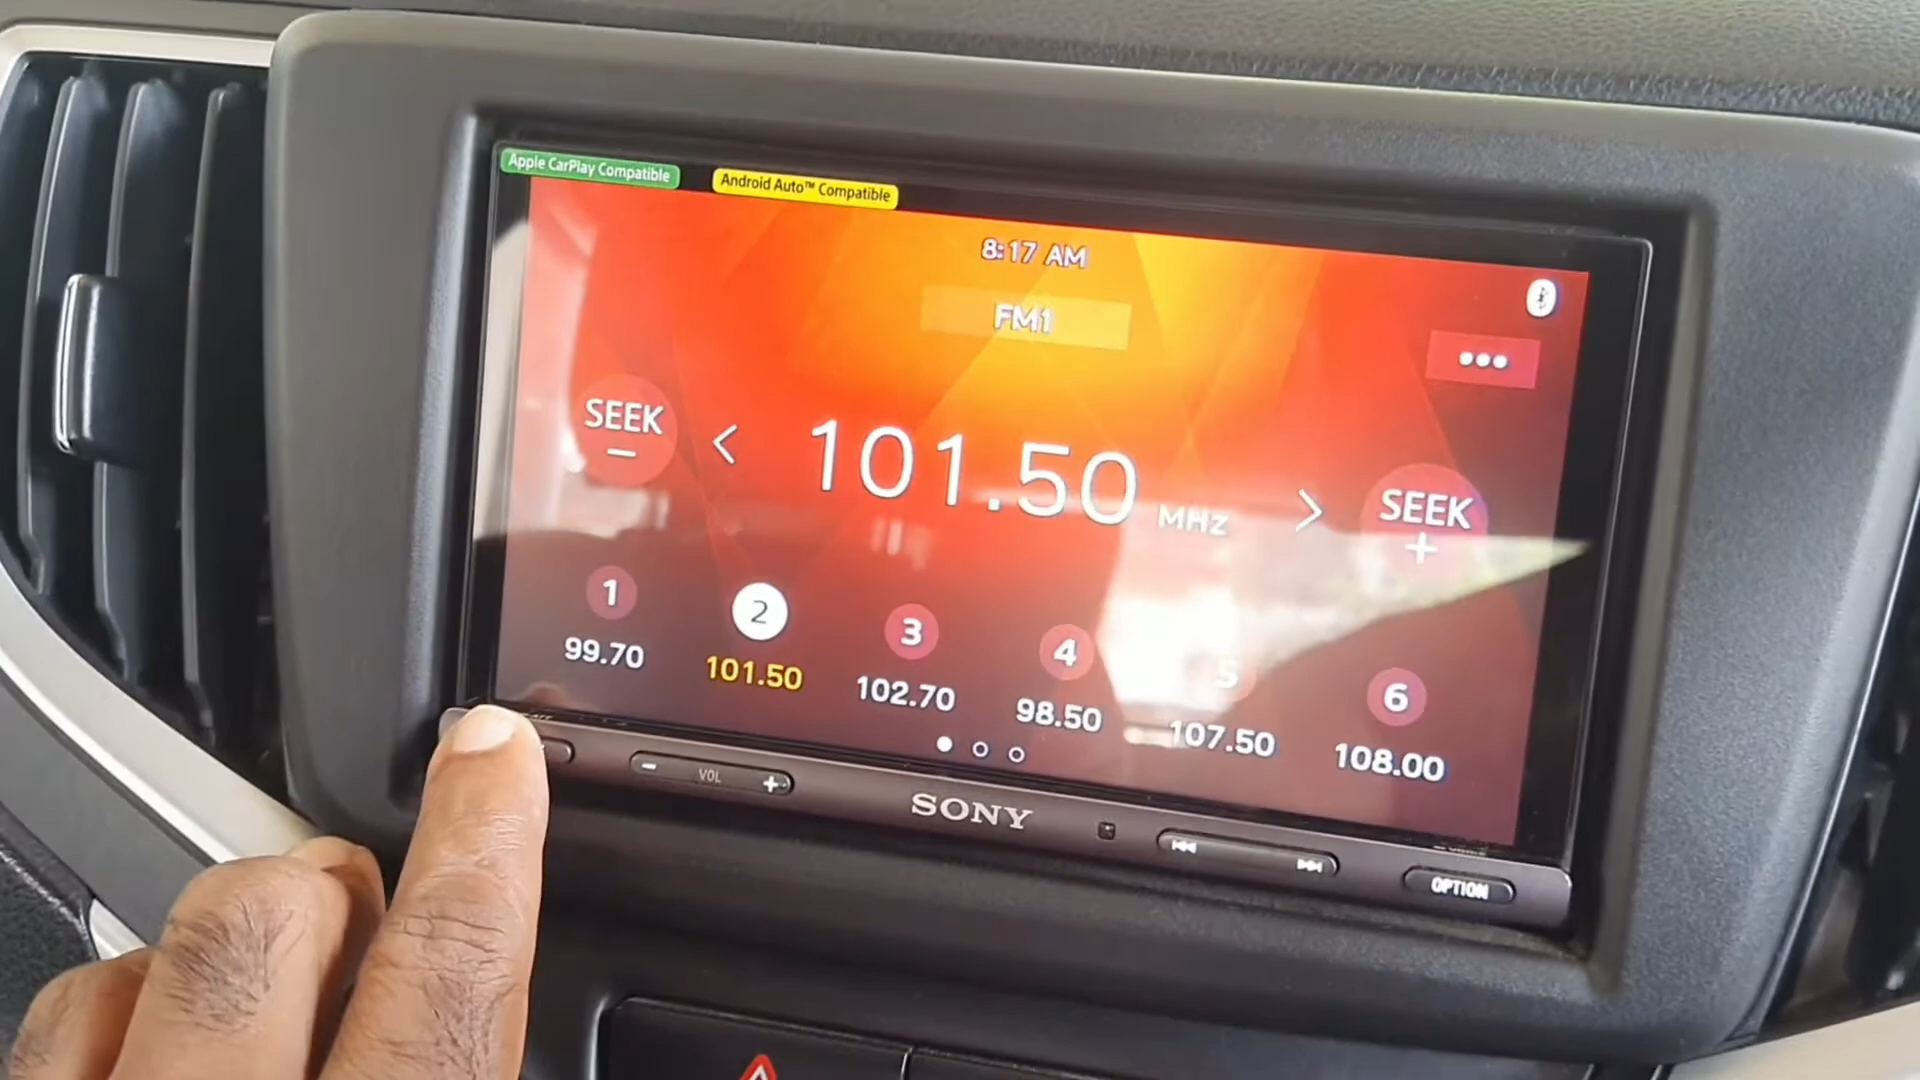 Apple CarPlay Compatible
Android Auto™ Compatible
8:17 AM
FM1
SEEK
–
<
101.50 MHz
>
SEEK
+
1
2
3
4
5
6
99.70
101.50
102.70
98.50
107.50
108.00
– VOL +
SONY
OPTION